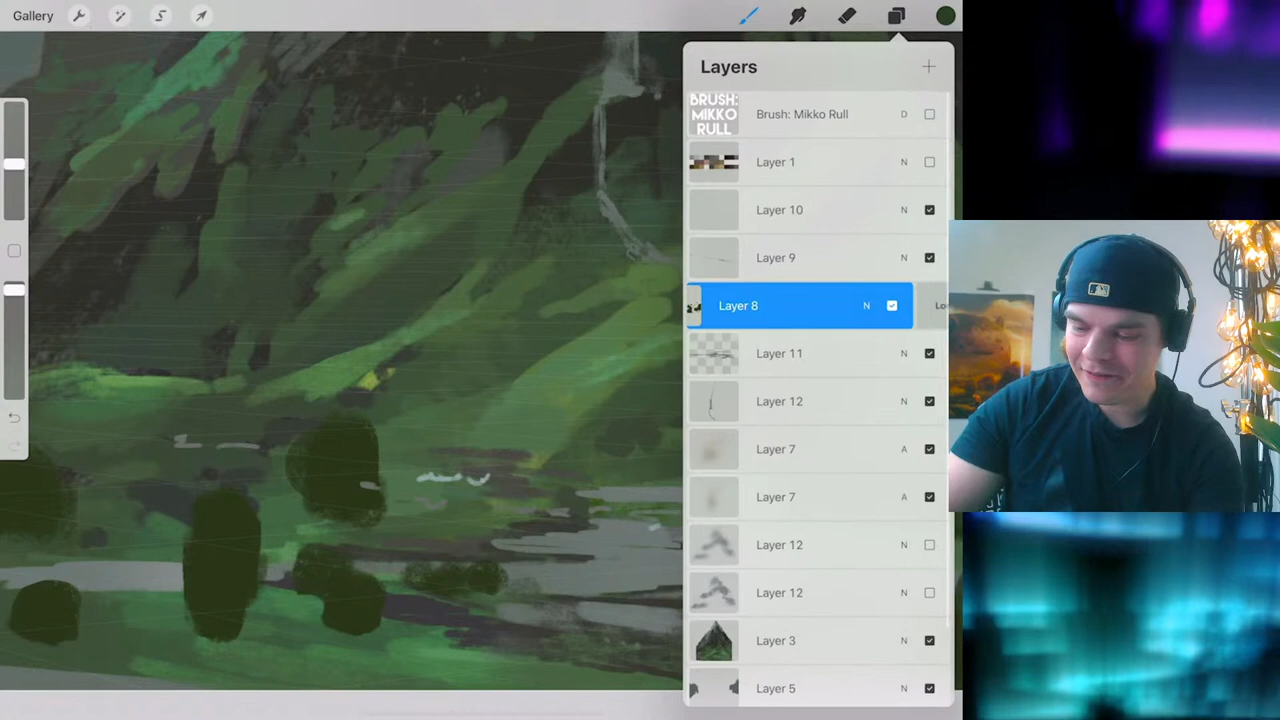 Gallery
Layers
BRUSH:
MIKKO
RULL
Brush: Mikko Rull D
Layer 1 N
Layer 10 N
Layer 9 N
Layer 8 N
Lo
Layer 11 N
Layer 12 N
Layer 7 A
Layer 7 A
Layer 12 N
Layer 12 N
Layer 3 N
Layer 5 N